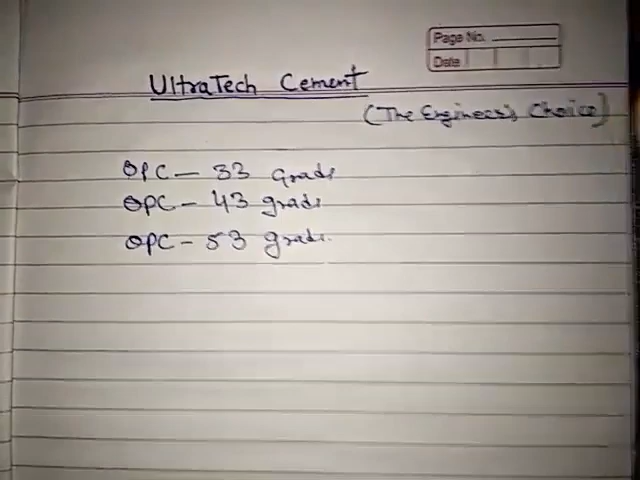 Page No.
Date
UltraTech Cement
(The Engineer's Choice)
OPC - 33 Grade
OPC - 43 grade
OPC - 53 grade